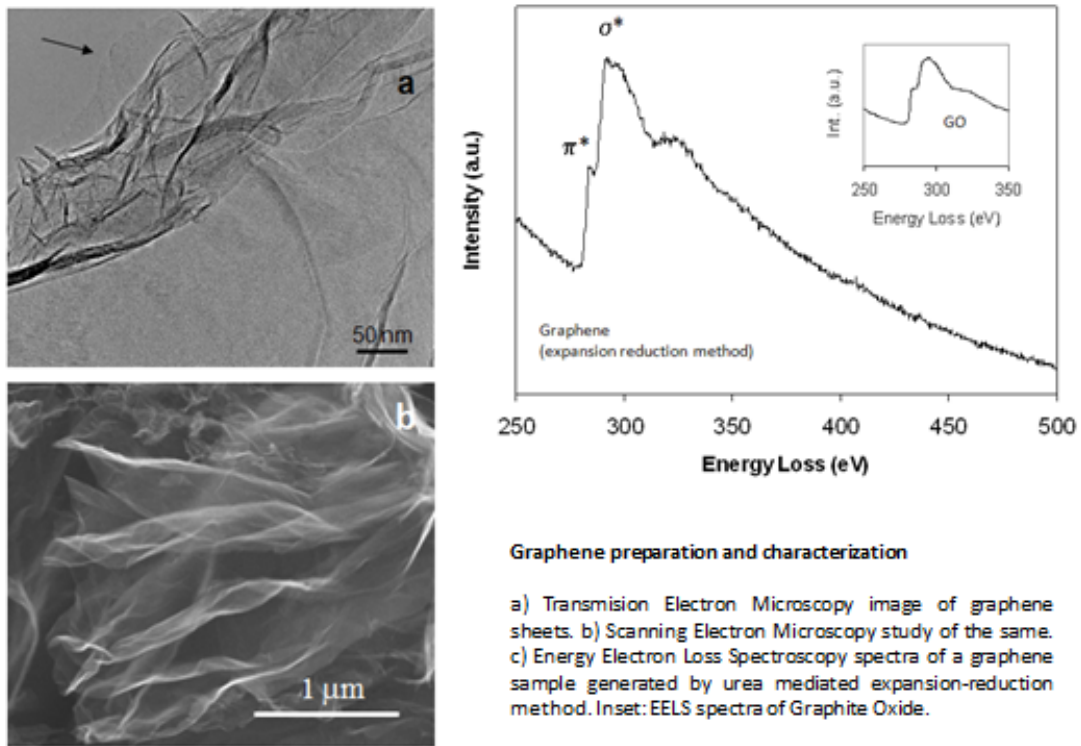 a
50 nm
b
1 μm
σ*
π*
Intensity (a.u.)
Graphene
(expansion reduction method)
250 300 350 400 450 500
Energy Loss (eV)
Int. (a.u.)
GO
250 300 350
Energy Loss (eV)
Graphene preparation and characterization
a) Transmision Electron Microscopy image of graphene
sheets. b) Scanning Electron Microscopy study of the same.
c) Energy Electron Loss Spectroscopy spectra of a graphene
sample generated by urea mediated expansion-reduction
method. Inset: EELS spectra of Graphite Oxide.